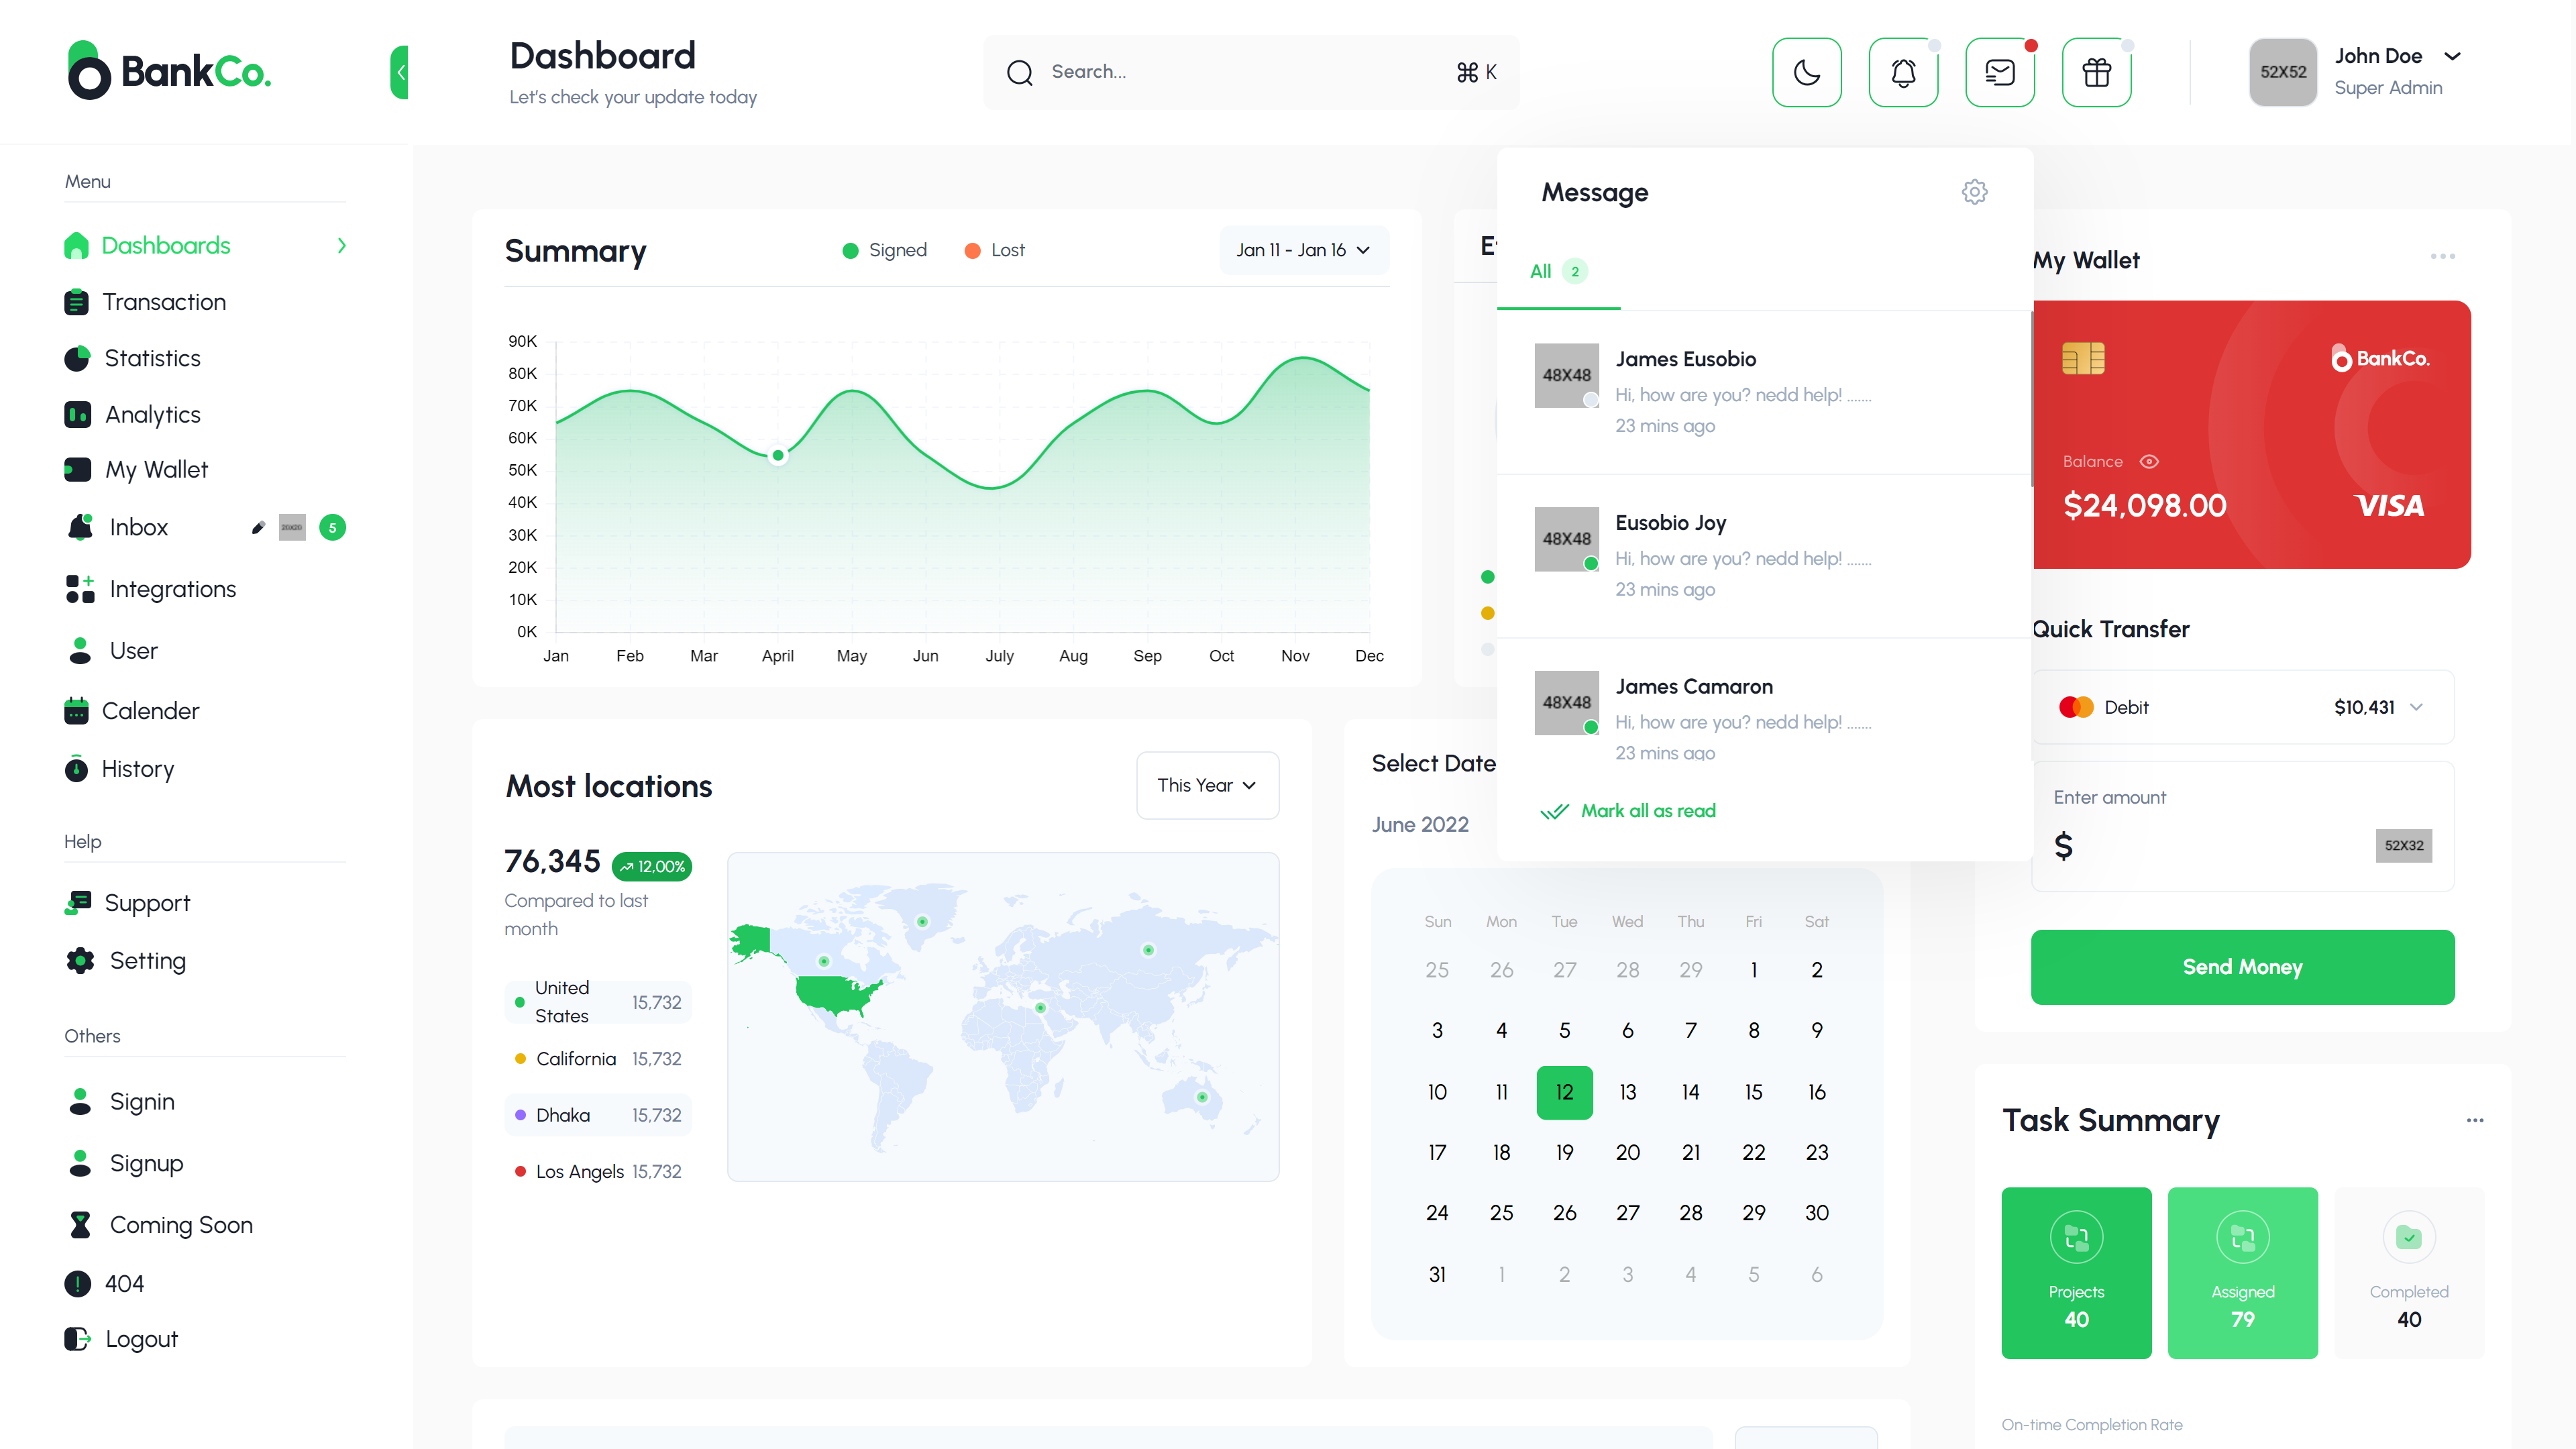 BankCo.
Dashboard
Let's check your update today
Search...
⌘ K
52X52
John Doe
Super Admin
Menu
Dashboards
Transaction
Statistics
Analytics
My Wallet
Inbox
20X20
5
Integrations
User
Calender
History
Help
Support
Setting
Others
Signin
Signup
Coming Soon
404
Logout
Summary
Signed
Lost
Jan 11 - Jan 16
90K
80K
70K
60K
50K
40K
30K
20K
10K
0K
Jan Feb Mar April May Jun July Aug Sep Oct Nov Dec
Message
All 2
48X48
James Eusobio
Hi, how are you? nedd help! .......
23 mins ago
48X48
Eusobio Joy
Hi, how are you? nedd help! .......
23 mins ago
48X48
James Camaron
Hi, how are you? nedd help! .......
23 mins ago
Mark all as read
My Wallet
BankCo.
Balance
$24,098.00
VISA
Quick Transfer
Debit
$10,431
Enter amount
$
52X32
Send Money
Most locations
This Year
76,345
12,00%
Compared to last
month
United
States
15,732
California 15,732
Dhaka 15,732
Los Angels 15,732
Select Date
June 2022
Sun Mon Tue Wed Thu Fri Sat
25 26 27 28 29 1 2
3 4 5 6 7 8 9
10 11 12 13 14 15 16
17 18 19 20 21 22 23
24 25 26 27 28 29 30
31 1 2 3 4 5 6
Task Summary
Projects
40
Assigned
79
Completed
40
On-time Completion Rate